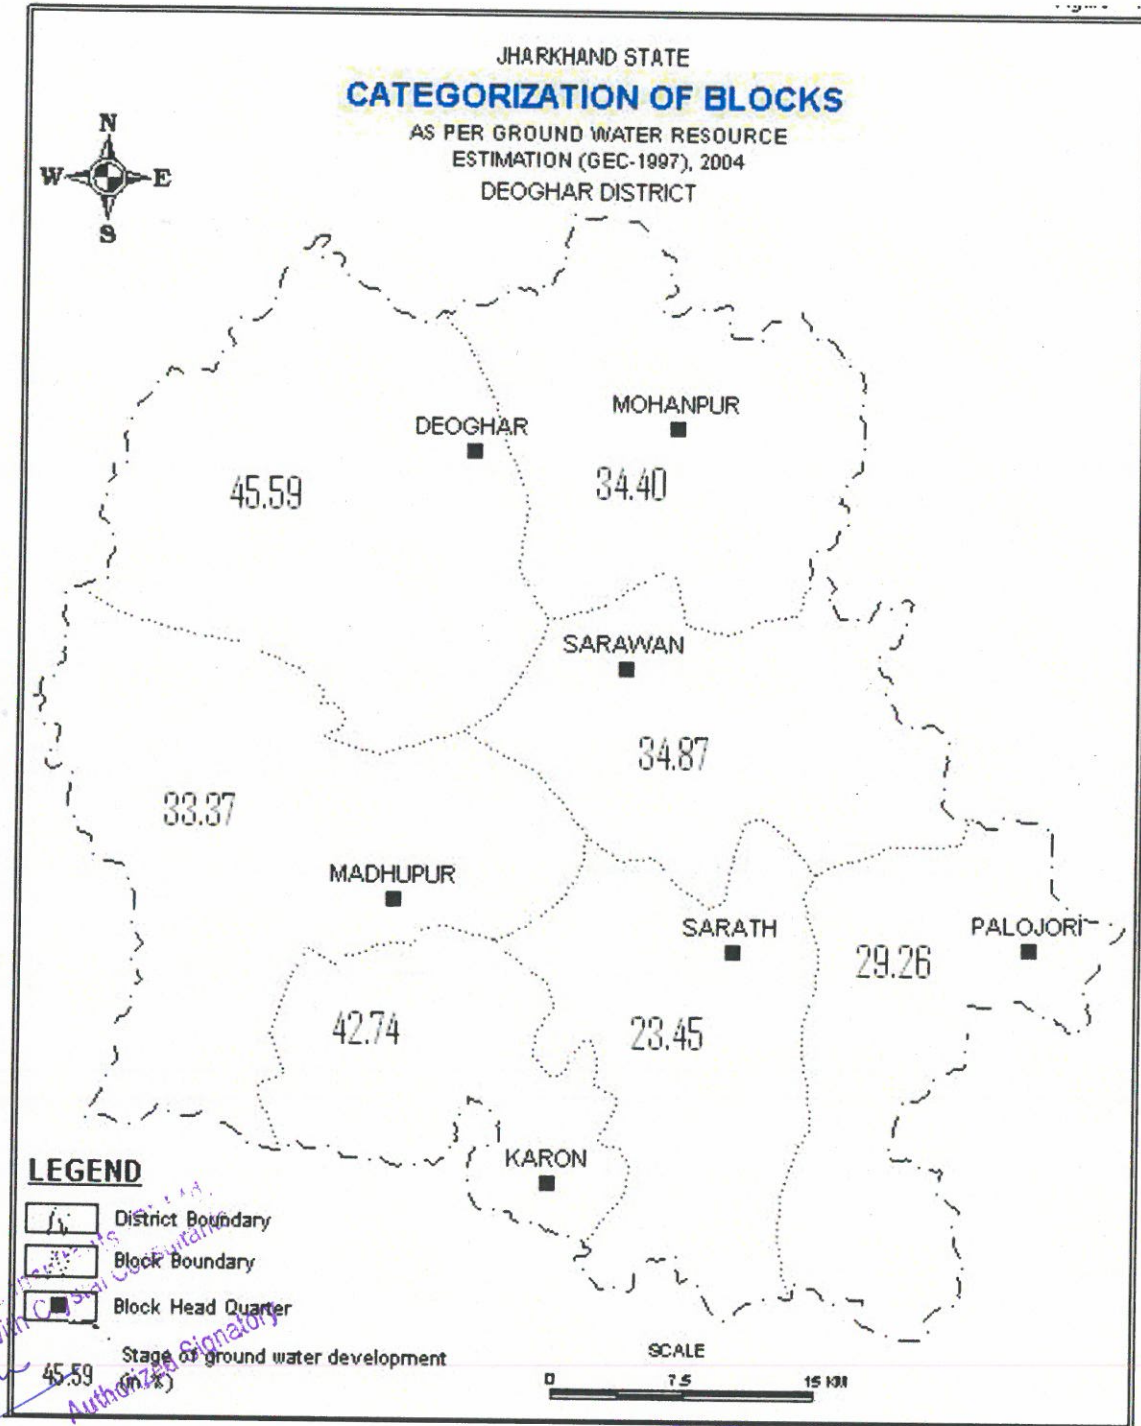 JHARKHAND STATE
CATEGORIZATION OF BLOCKS
AS PER GROUND WATER RESOURCE
ESTIMATION (GEC-1997), 2004
DEOGHAR DISTRICT
N
W E
S
MOHANPUR
DEOGHAR
34.40
45.59
SARAWAN
34.87
33.37
MADHUPUR
SARATH
PALOJORI
29.26
42.74
23.45
KARON
LEGEND
District Boundary
Block Boundary
Block Head Quarter
45.59 Stage of ground water development
(in %)
SCALE
0 7.5 15 KM
Authorized Signatory